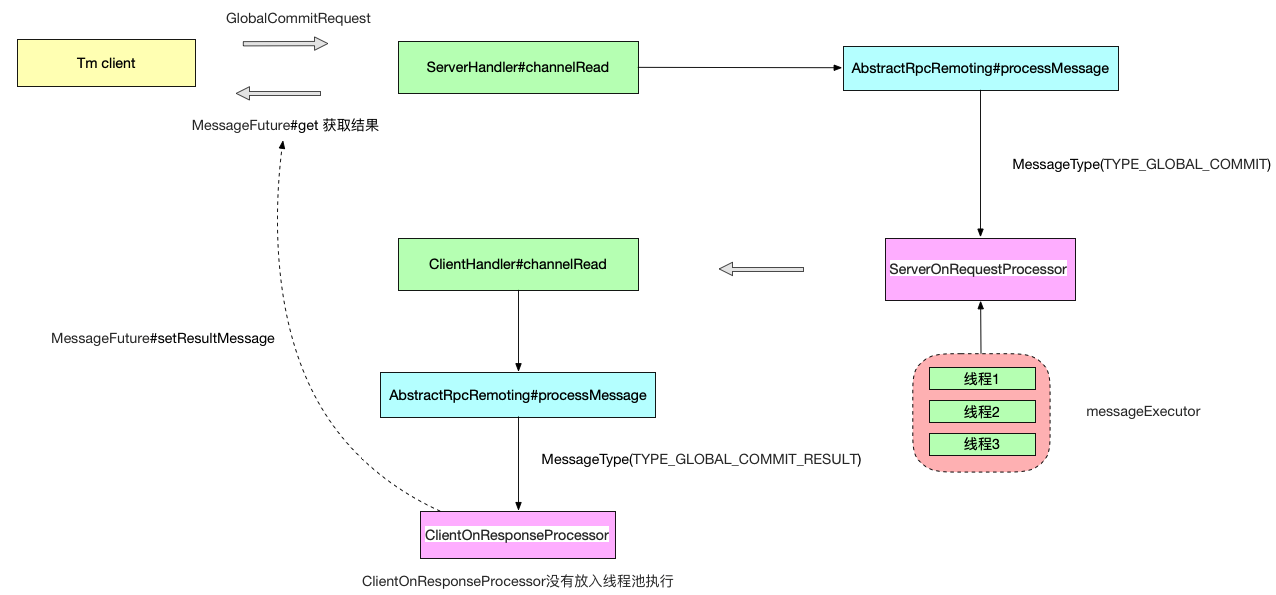 GlobalCommitRequest
Tm client
ServerHandler#channelRead
AbstractRpcRemoting#processMessage
MessageFuture#get 获取结果
MessageType(TYPE_GLOBAL_COMMIT)
ClientHandler#channelRead
ServerOnRequestProcessor
MessageFuture#setResultMessage
线程1
线程2
线程3
messageExecutor
AbstractRpcRemoting#processMessage
MessageType(TYPE_GLOBAL_COMMIT_RESULT)
ClientOnResponseProcessor
ClientOnResponseProcessor没有放入线程池执行